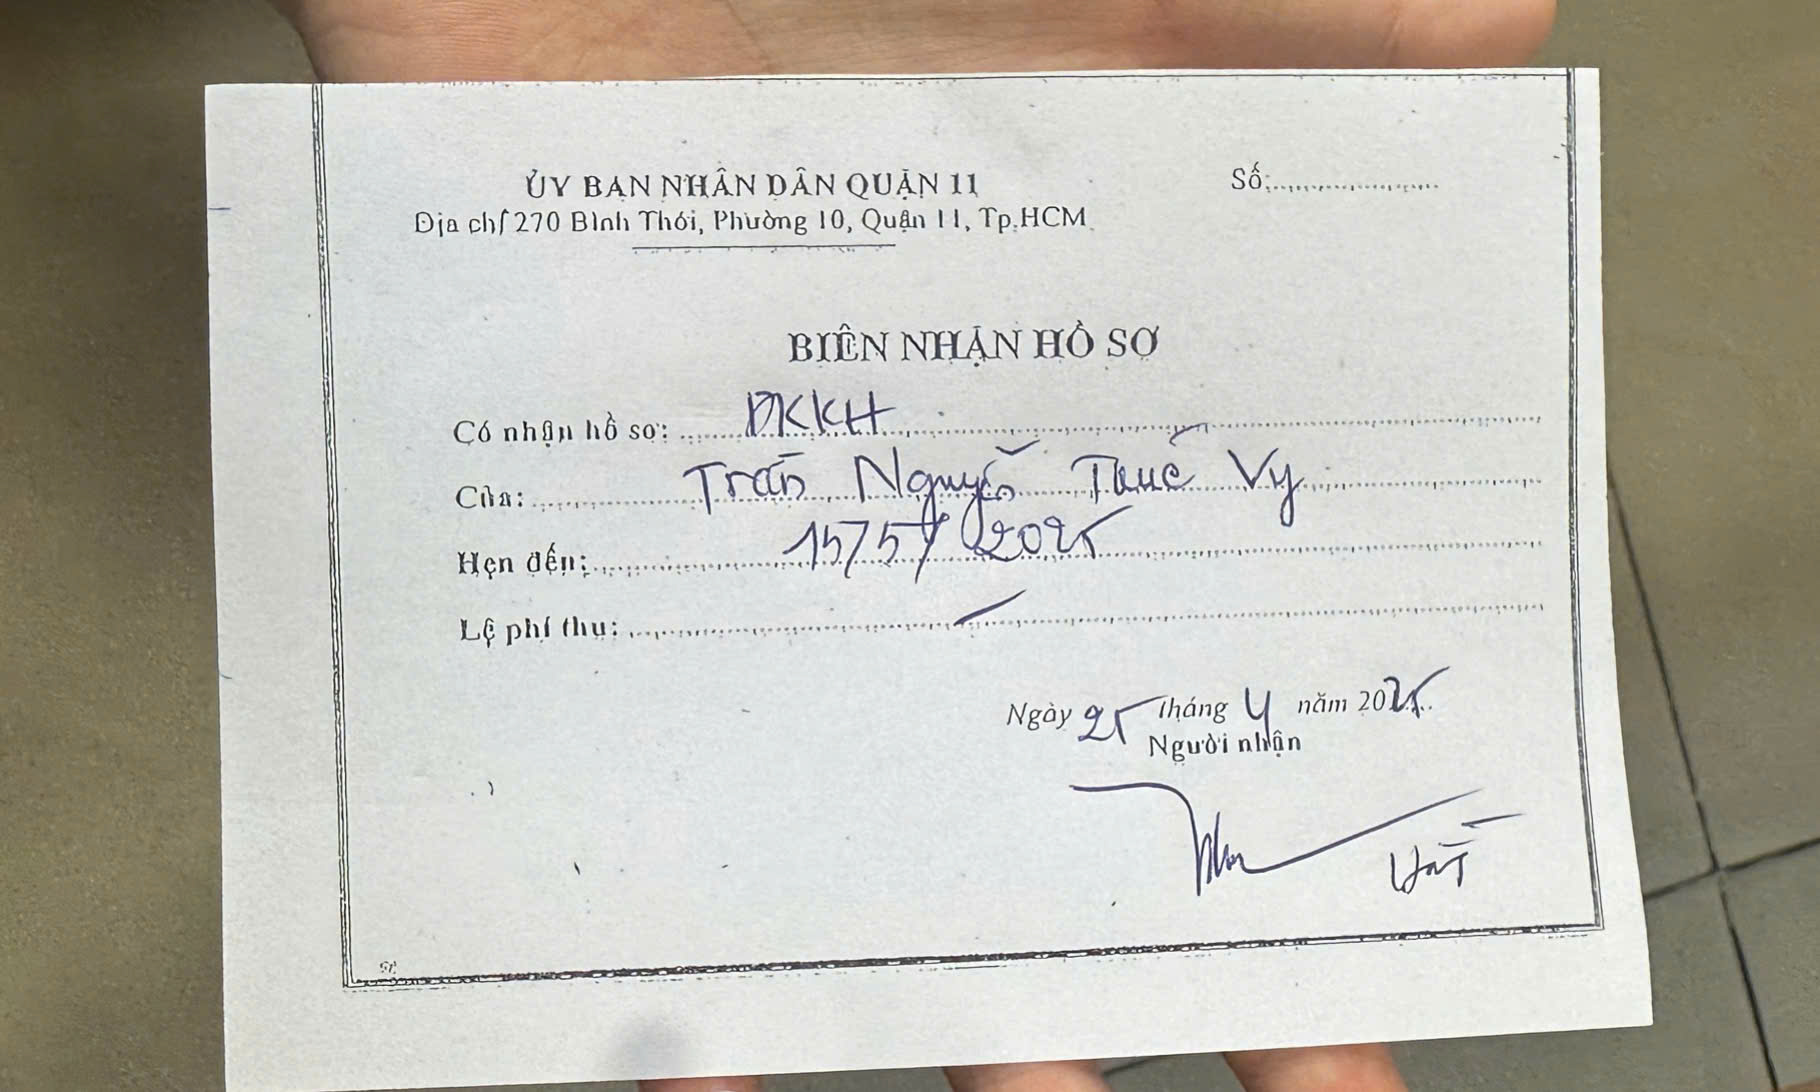 ỦY BAN NHÂN DÂN QUẬN 11
Số:
Địa chỉ 270 Bình Thới, Phường 10, Quận 11, Tp.HCM
BIÊN NHẬN HỒ SƠ
Có nhận hồ sơ: ĐKKH
Của: Trần Nguyễn Thúc Vy
Hẹn đến: 15/5/2025
Lệ phí thu:
Ngày 25 tháng 4 năm 2025
Người nhận